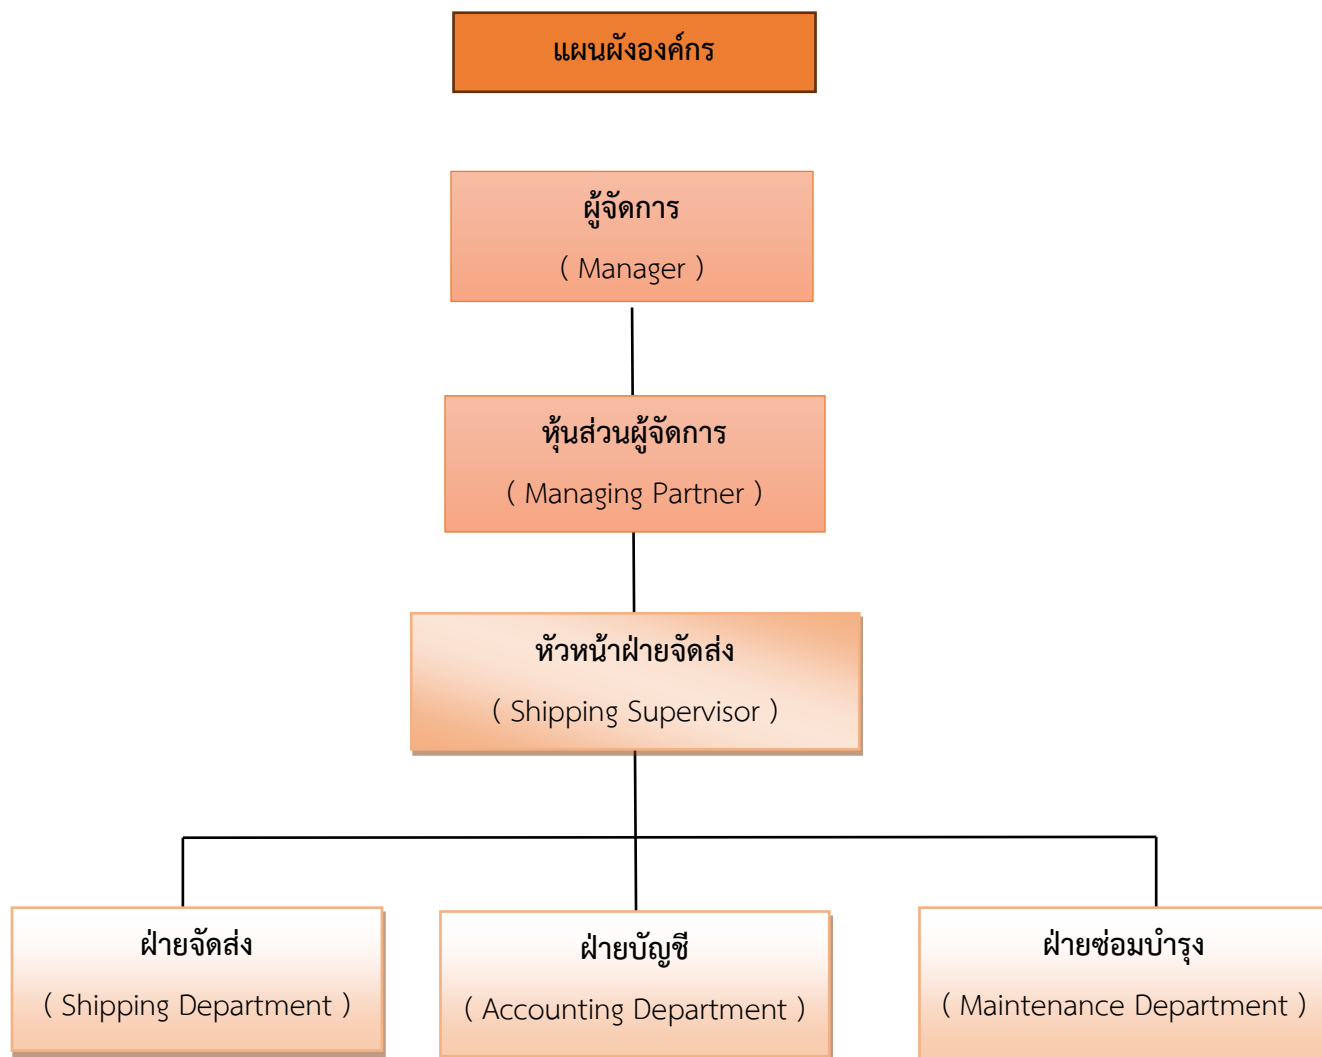 แผนผังองค์กร
ผู้จัดการ
( Manager )
หุ้นส่วนผู้จัดการ
( Managing Partner )
หัวหน้าฝ่ายจัดส่ง
( Shipping Supervisor )
ฝ่ายจัดส่ง
( Shipping Department )
ฝ่ายบัญชี
( Accounting Department )
ฝ่ายซ่อมบำรุง
( Maintenance Department )